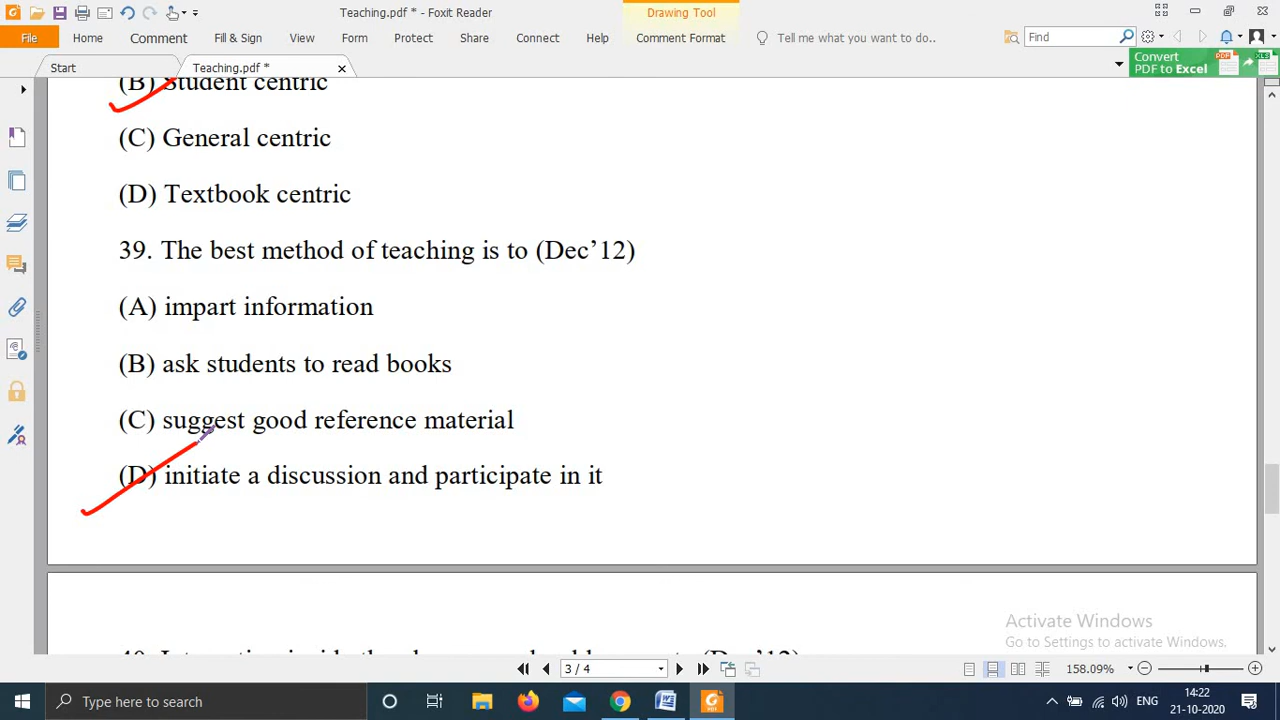 Teaching.pdf * - Foxit Reader
Drawing Tool
File
Home
Comment
Fill & Sign
View
Form
Protect
Share
Connect
Help
Comment Format
Tell me what you want to do..
Find
Start
Teaching.pdf *
Convert
PDF to Excel
(B) Student centric
(C) General centric
(D) Textbook centric
39. The best method of teaching is to (Dec’12)
(A) impart information
(B) ask students to read books
(C) suggest good reference material
(D) initiate a discussion and participate in it
Activate Windows
Go to Settings to activate Windows.
3 / 4
158.09%
Type here to search
ENG
14:22
21-10-2020